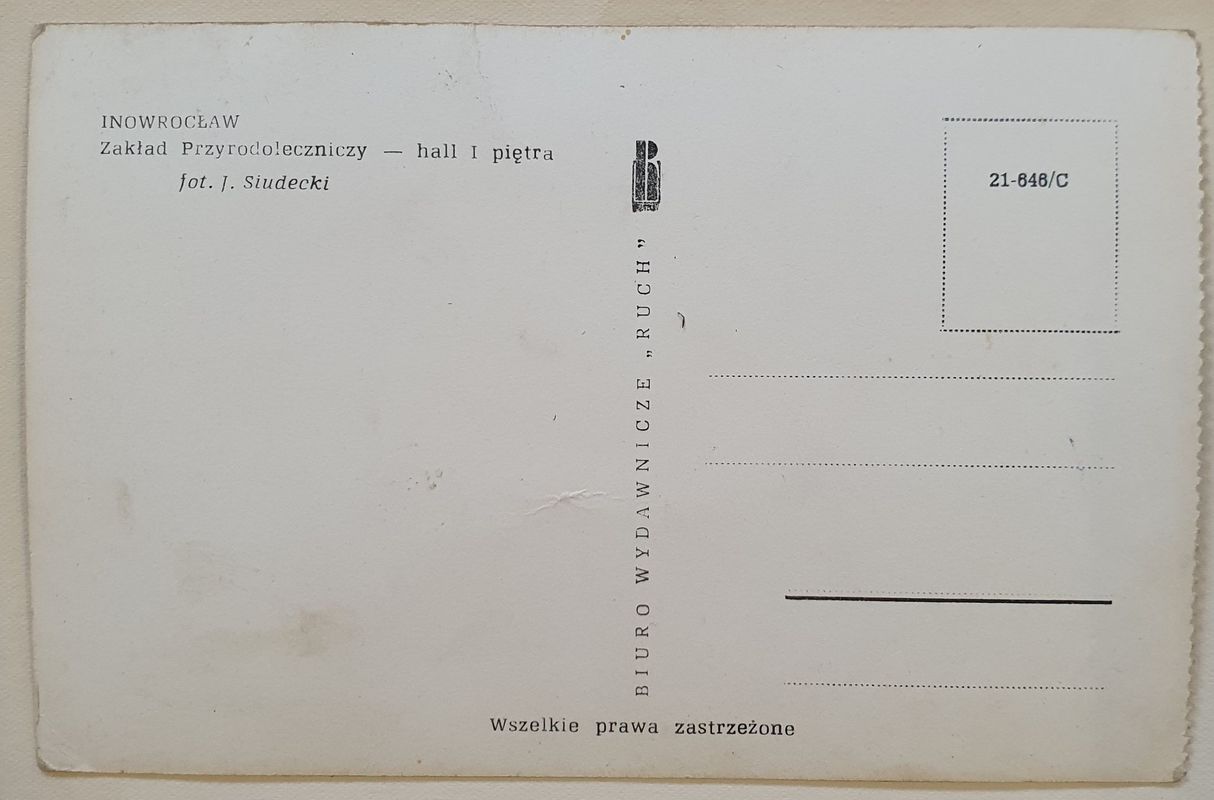 INOWROCŁAW
Zakład Przyrodoleczniczy — hall I piętra
fot. J. Siudecki
BIURO WYDAWNICZE „RUCH”
21-646/C
Wszelkie prawa zastrzeżone